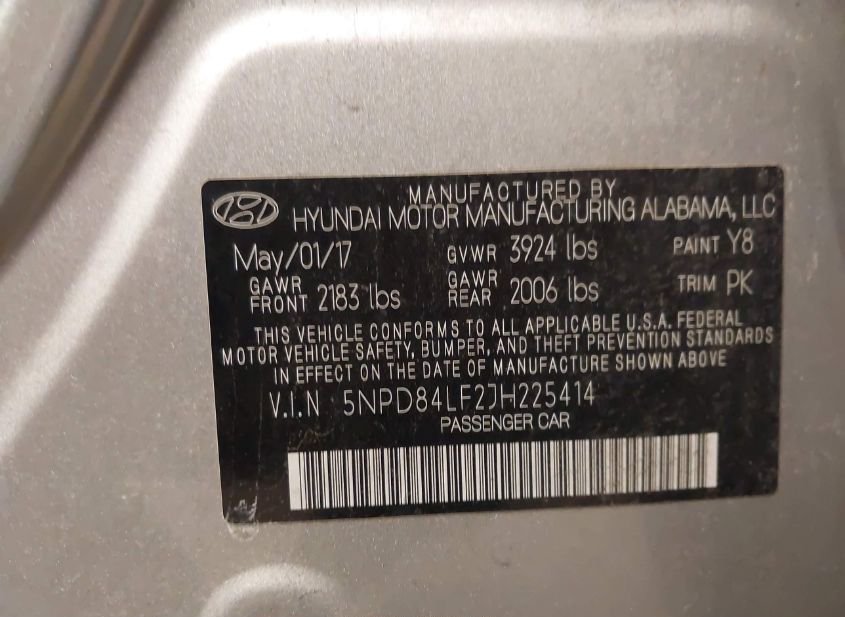 MANUFACTURED BY
HYUNDAI MOTOR MANUFACTURING ALABAMA, LLC
May/01/17 GVWR 3924 lbs PAINT Y8
GAWR FRONT 2183 lbs GAWR REAR 2006 lbs TRIM PK
THIS VEHICLE CONFORMS TO ALL APPLICABLE U.S.A. FEDERAL
MOTOR VEHICLE SAFETY, BUMPER, AND THEFT PREVENTION STANDARDS
IN EFFECT ON THE DATE OF MANUFACTURE SHOWN ABOVE
V.I.N 5NPD84LF2JH225414
PASSENGER CAR